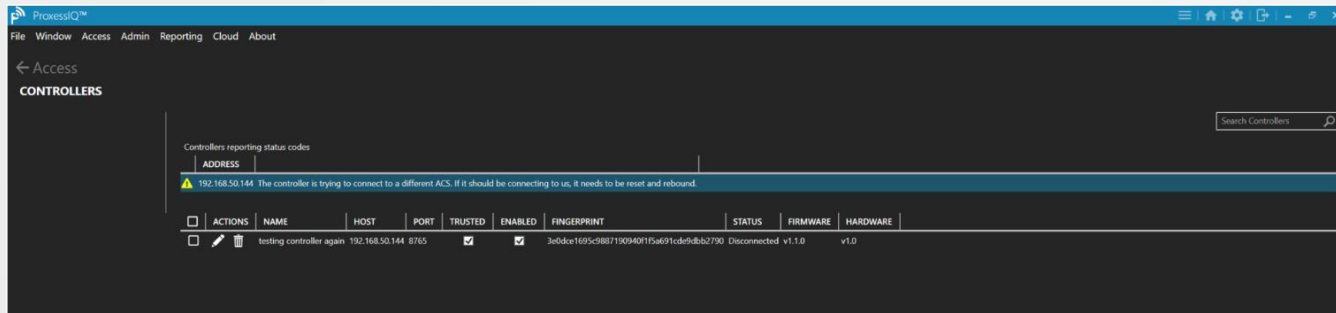 ProxessIQ™
File Window Access Admin Reporting Cloud About
Access
CONTROLLERS
Search Controllers
Controllers reporting status codes
ADDRESS
192.168.50.144 The controller is trying to connect to a different ACS. If it should be connecting to us, it needs to be reset and rebound.
ACTIONS NAME HOST PORT TRUSTED ENABLED FINGERPRINT STATUS FIRMWARE HARDWARE
testing controller again 192.168.50.144 8765 3e0dce1695c9887190940f1f5a691cde9dbb2790 Disconnected v1.1.0 v1.0